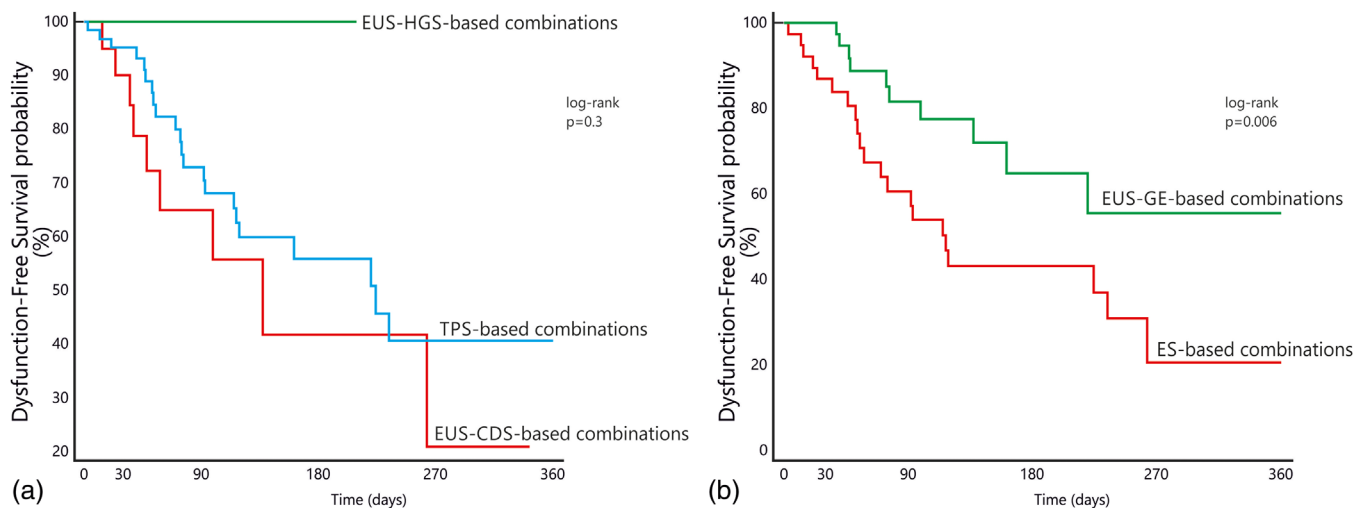 Dysfunction-Free Survival probability
(%)
100
90
80
70
60
50
40
30
20
EUS-HGS-based combinations
log-rank
p=0.3
TPS-based combinations
EUS-CDS-based combinations
0 30 90 180 270 360
Time (days)
(a)
Dysfunction-Free Survival probability
(%)
100
80
60
40
20
0
log-rank
p=0.006
EUS-GE-based combinations
ES-based combinations
0 30 90 180 270 360
Time (days)
(b)